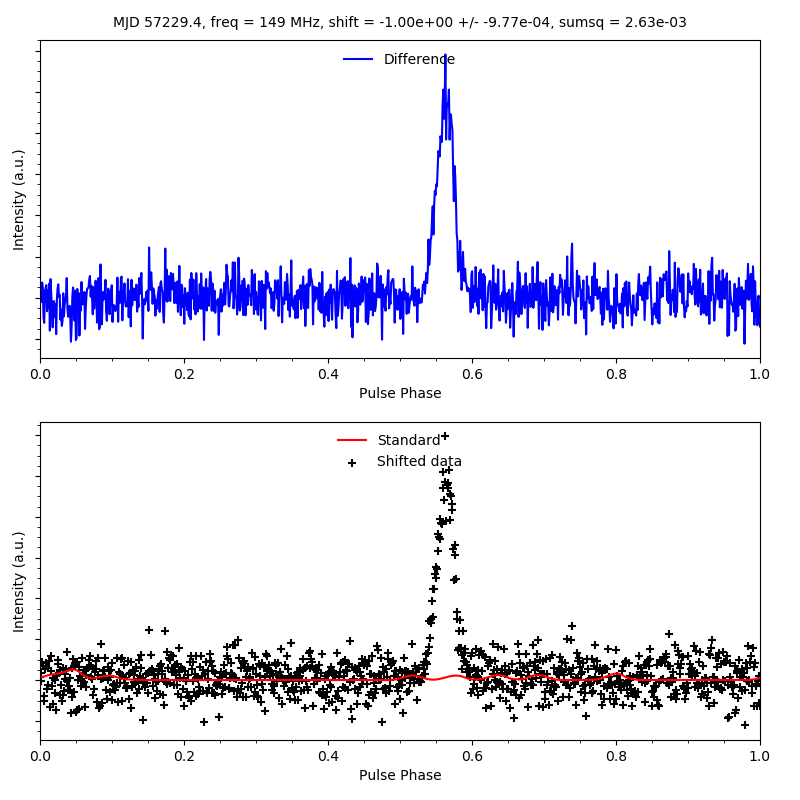 MJD 57229.4, freq = 149 MHz, shift = -1.00e+00 +/- -9.77e-04, sumsq = 2.63e-03
Difference
Intensity (a.u.)
0.0 0.2 0.4 0.6 0.8 1.0
Pulse Phase
Standard
Shifted data
Intensity (a.u.)
0.0 0.2 0.4 0.6 0.8 1.0
Pulse Phase